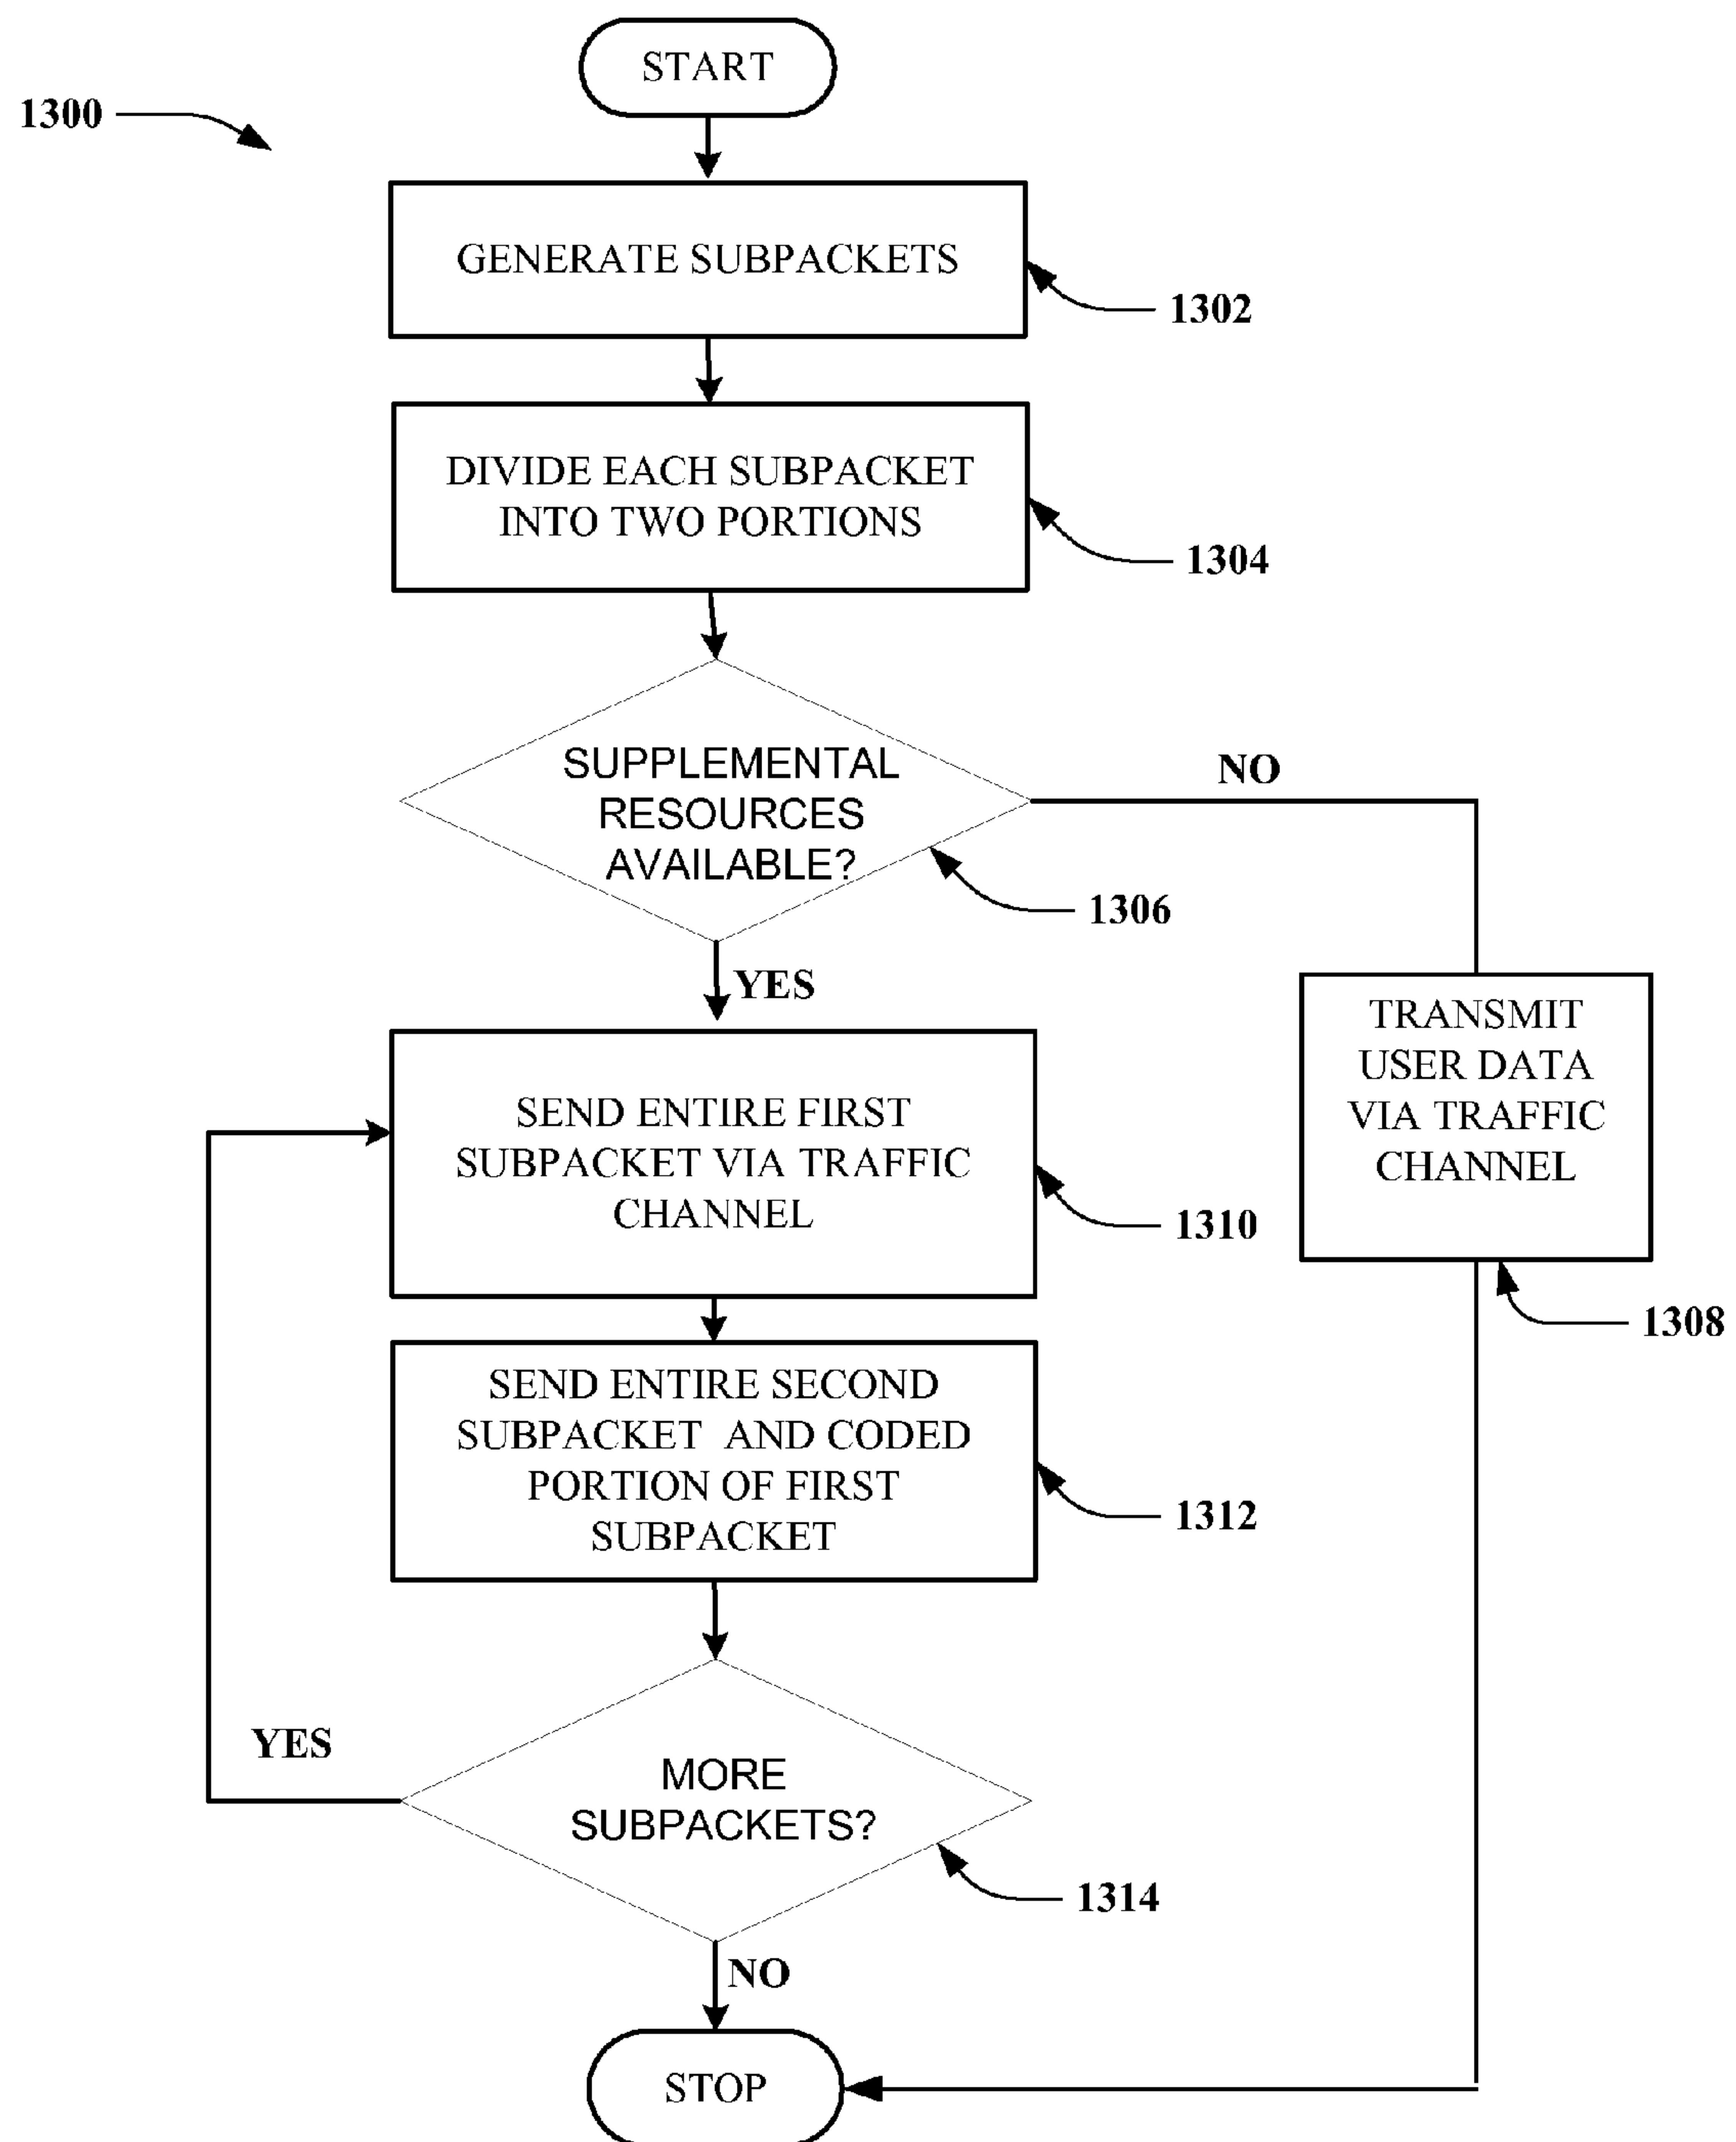 START
1300
GENERATE SUBPACKETS
1302
DIVIDE EACH SUBPACKET
INTO TWO PORTIONS
1304
SUPPLEMENTAL
RESOURCES
AVAILABLE?
NO
1306
YES
TRANSMIT
USER DATA
VIA TRAFFIC
CHANNEL
1308
SEND ENTIRE FIRST
SUBPACKET VIA TRAFFIC
CHANNEL
1310
SEND ENTIRE SECOND
SUBPACKET AND CODED
PORTION OF FIRST
SUBPACKET
1312
YES
MORE
SUBPACKETS?
1314
NO
STOP